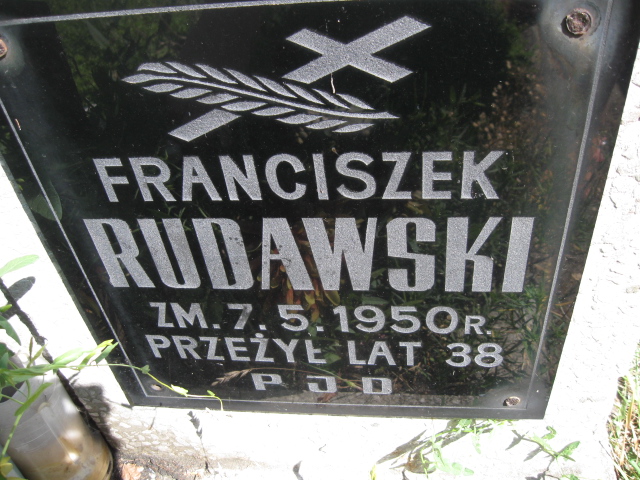 FRANCISZEK
RUDAWSKI
ZM. 7. 5. 1950 R.
PRZEŻYŁ LAT 38
P J D